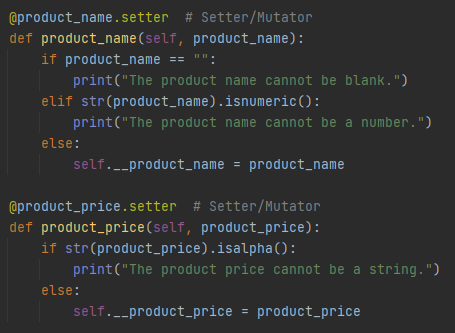 @product_name.setter  # Setter/Mutator
def product_name(self, product_name):
    if product_name == "":
        print("The product name cannot be blank.")
    elif str(product_name).isnumeric():
        print("The product name cannot be a number.")
    else:
        self.__product_name = product_name

@product_price.setter  # Setter/Mutator
def product_price(self, product_price):
    if str(product_price).isalpha():
        print("The product price cannot be a string.")
    else:
        self.__product_price = product_price